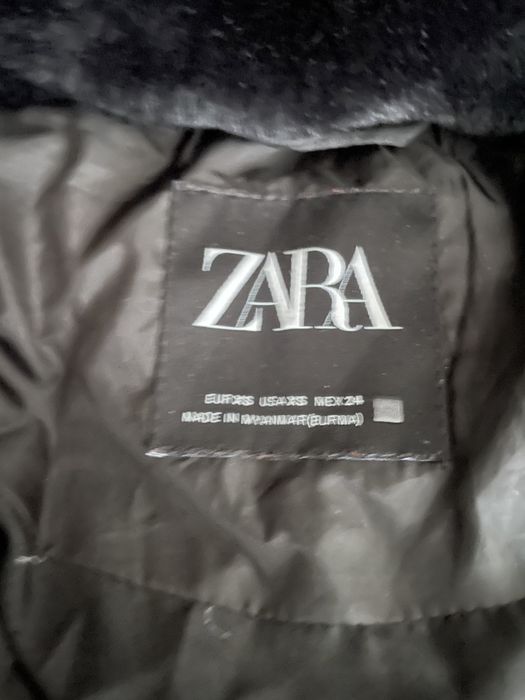 ZARA
EUR XS USA XS MEX 24
MADE IN MYANMAR(BURMA)